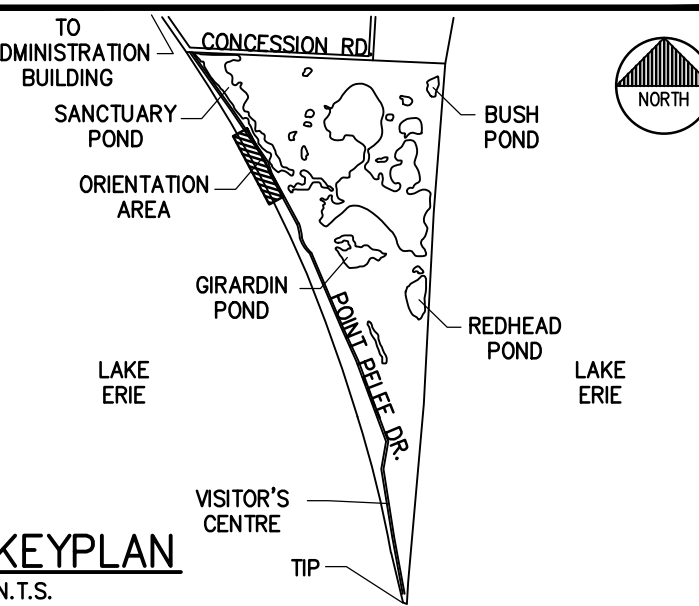 TO
DMINISTRATION
BUILDING
CONCESSION RD.
SANCTUARY
POND
BUSH
POND
NORTH
ORIENTATION
AREA
GIRARDIN
POND
POINT PELEE DR.
REDHEAD
POND
LAKE
ERIE
LAKE
ERIE
VISITOR'S
CENTRE
KEYPLAN
N.T.S.
TIP